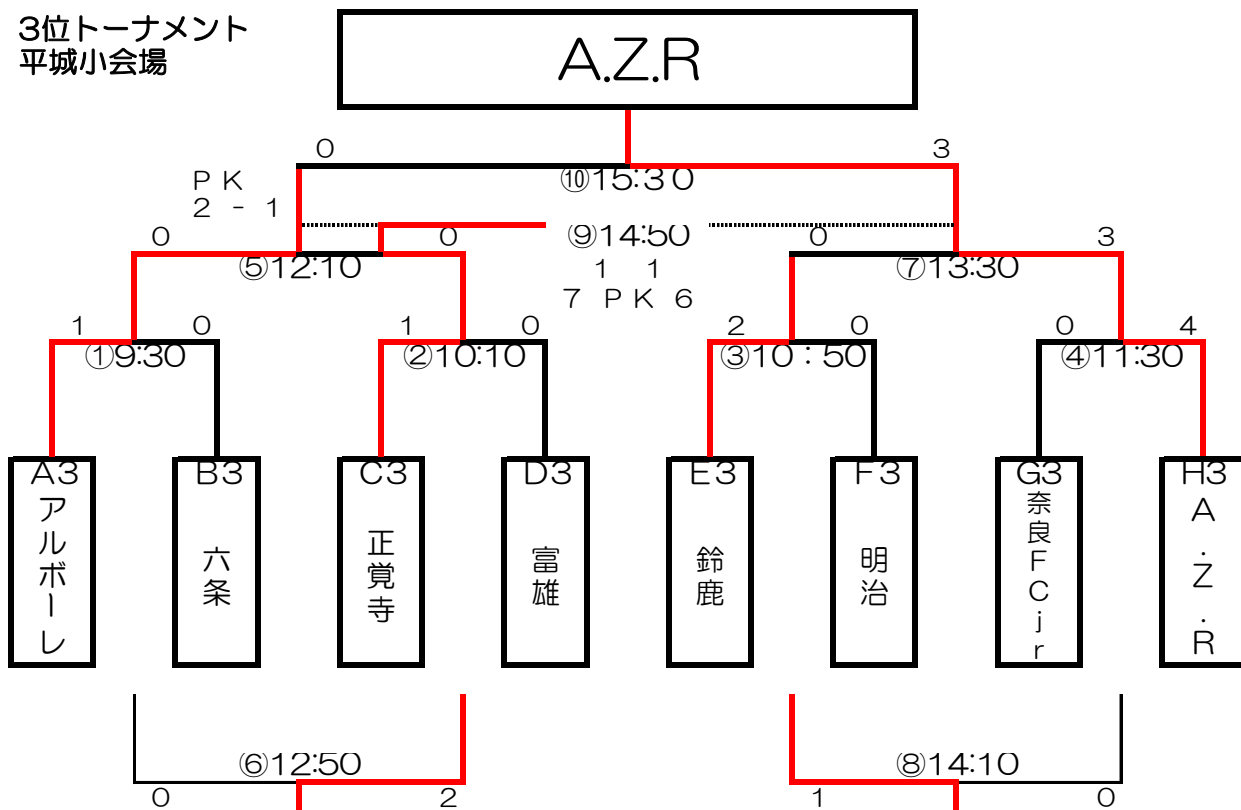 3位トーナメント
平城小会場
A.Z.R
0 3
⑩15:30
PK
2 - 1
0 0 ⑨14:50 0 3
⑤12:10 1 1 ⑦13:30
7 PK 6
1 0 1 0 2 0 0 4
①9:30 ②10:10 ③10:50 ④11:30
A3 B3 C3 D3 E3 F3 G3 H3
アルボーレ
六条
正覚寺
富雄
鈴鹿
明治
奈良FCjr
A.Z.R
⑥12:50 ⑧14:10
0 2 1 0